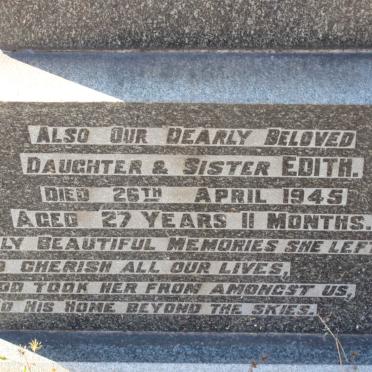 ALSO OUR DEARLY BELOVED
DAUGHTER & SISTER EDITH.
DIED 26TH APRIL 1945
AGED 27 YEARS 11 MONTHS.
BEAUTIFUL MEMORIES SHE LEFT
CHERISH ALL OUR LIVES,
TOOK HER FROM AMONGST US,
HIS HOME BEYOND THE SKIES.